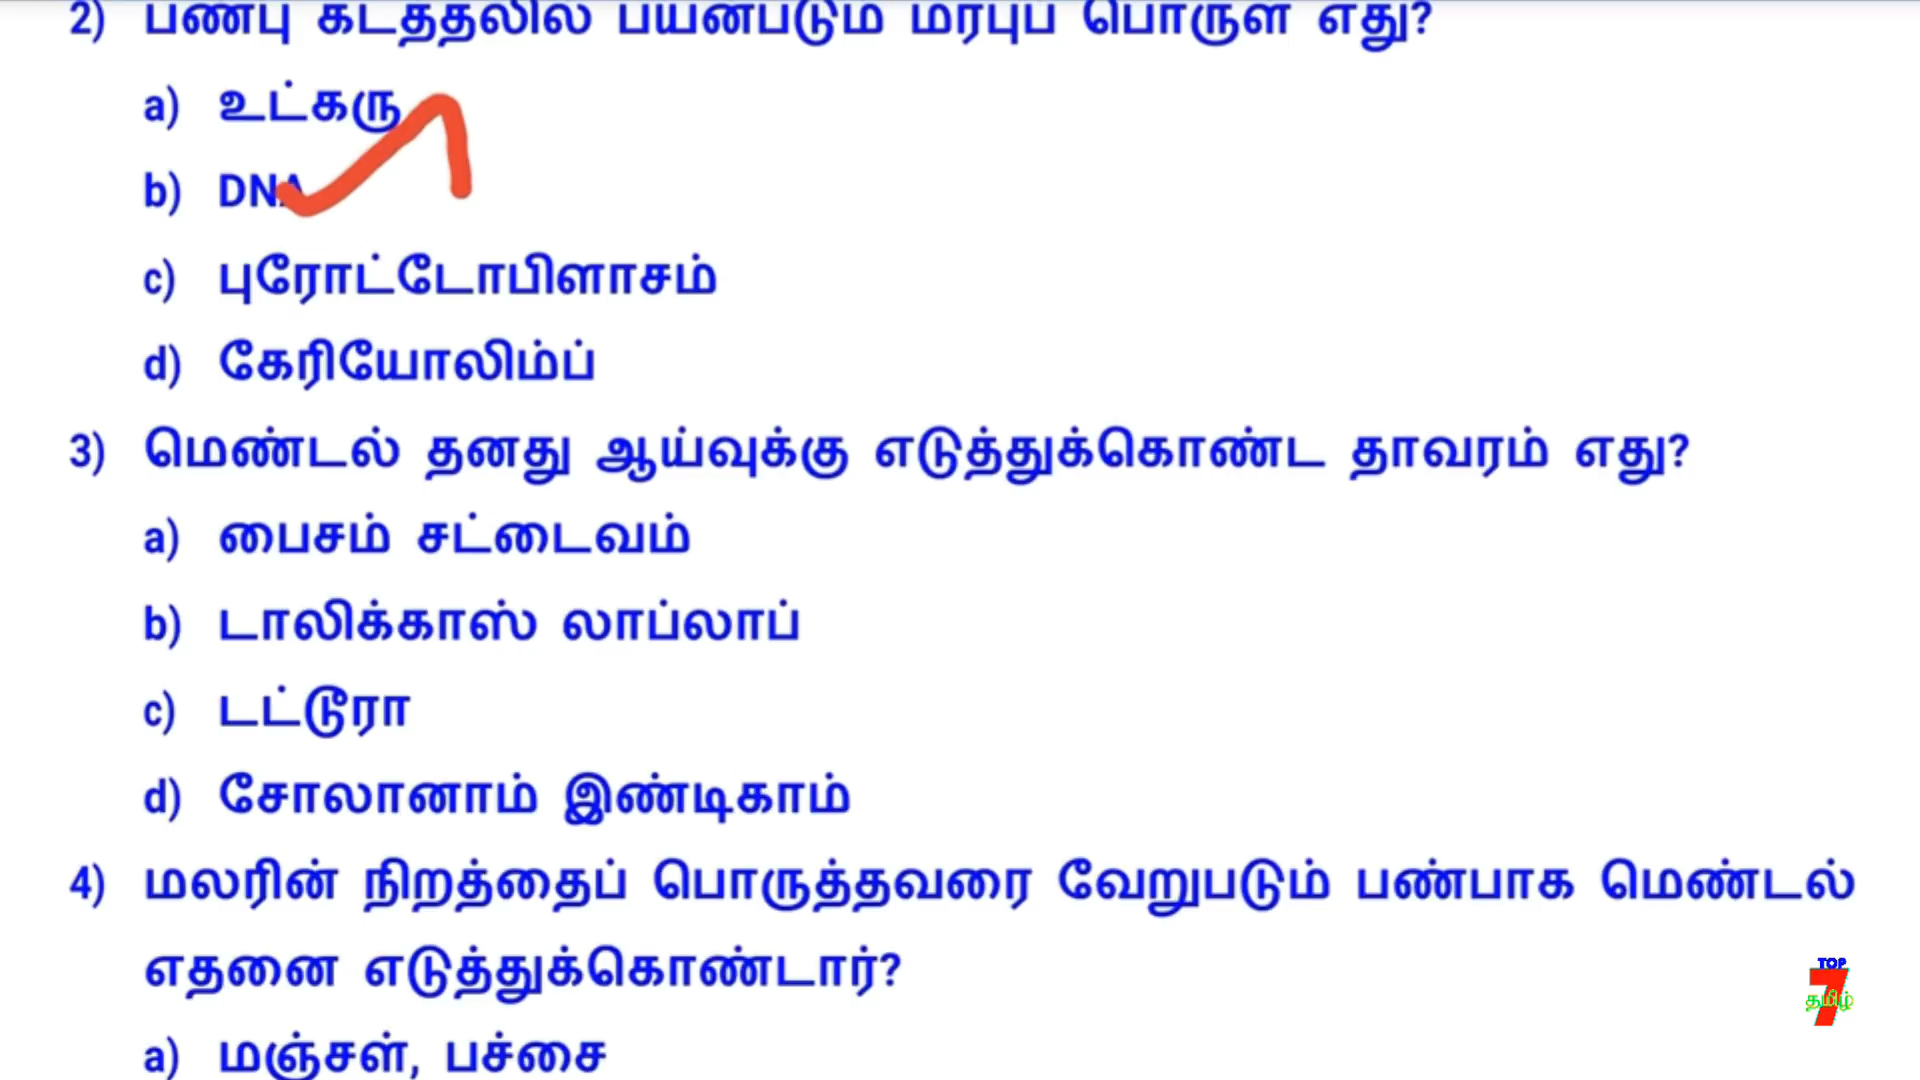 2) பண்பு கடத்தலில் பயன்படும் மரபுப் பொருள் எது?
a) உட்கரு
b) DNA
c) புரோட்டோபிளாசம்
d) கேரியோலிம்ப்
3) மெண்டல் தனது ஆய்வுக்கு எடுத்துக்கொண்ட தாவரம் எது?
a) பைசம் சட்டைவம்
b) டாலிக்காஸ் லாப்லாப்
c) டட்டூரா
d) சோலானாம் இண்டிகாம்
4) மலரின் நிறத்தைப் பொருத்தவரை வேறுபடும் பண்பாக மெண்டல்
எதனை எடுத்துக்கொண்டார்?
a) மஞ்சள், பச்சை
TOP
7
தமிழ்